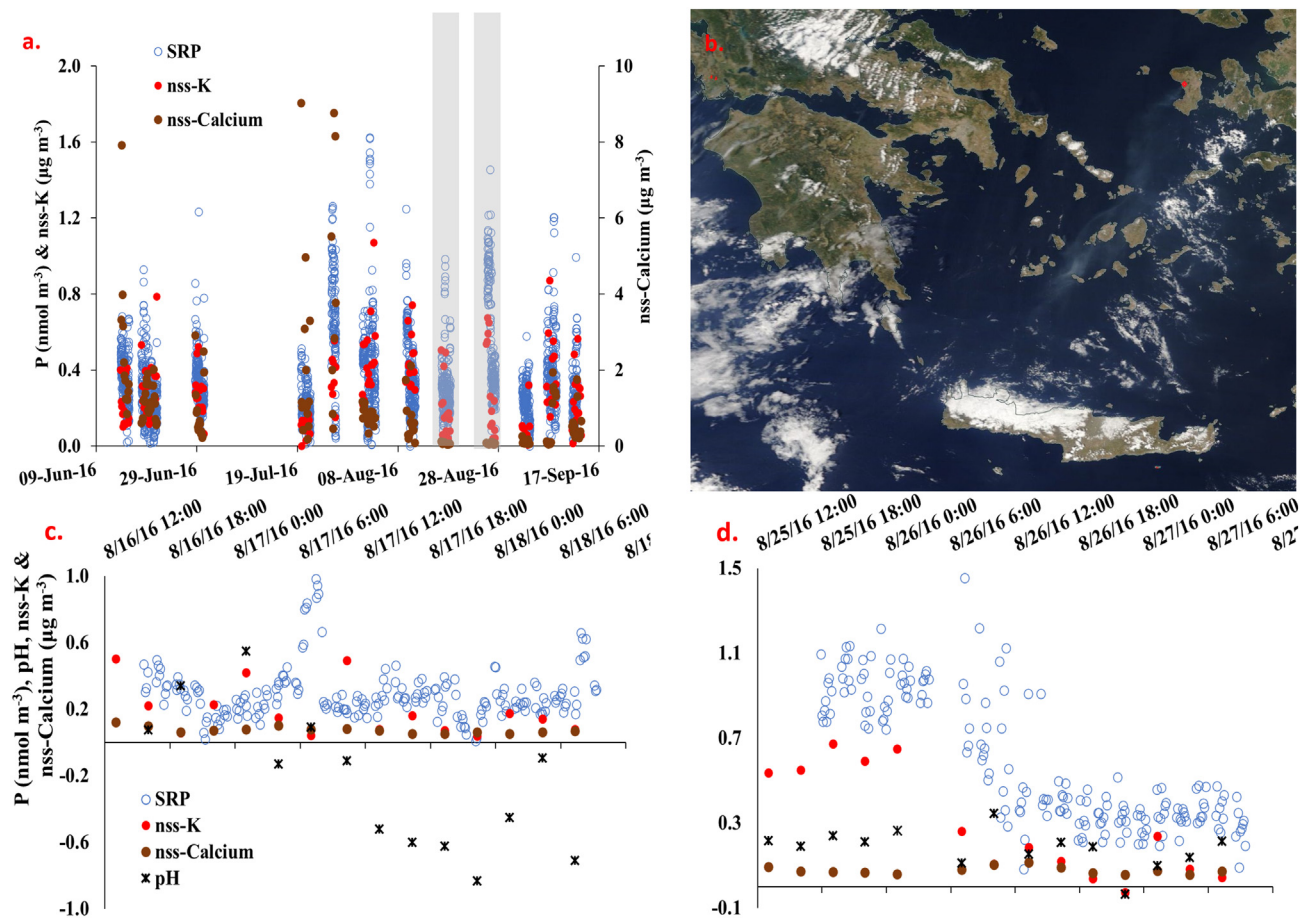 a.
SRP
nss-K
nss-Calcium
P (nmol m-3) & nss-K (µg m-3)
2.0
1.6
1.2
0.8
0.4
0.0
10
8
6
4
2
0
nss-Calcium (µg m-3)
09-Jun-16
29-Jun-16
19-Jul-16
08-Aug-16
28-Aug-16
17-Sep-16
b.
c.
8/16/16 12:00
8/16/16 18:00
8/17/16 0:00
8/17/16 6:00
8/17/16 12:00
8/17/16 18:00
8/18/16 0:00
8/18/16 6:00
P (nmol m-3), pH, nss-K &
nss-Calcium (µg m-3)
1.0
0.6
0.2
-0.2
-0.6
-1.0
SRP
nss-K
nss-Calcium
pH
d.
8/25/16 12:00
8/25/16 18:00
8/26/16 0:00
8/26/16 6:00
8/26/16 12:00
8/26/16 18:00
8/27/16 0:00
8/27/16 6:00
1.5
1.1
0.7
0.3
-0.1